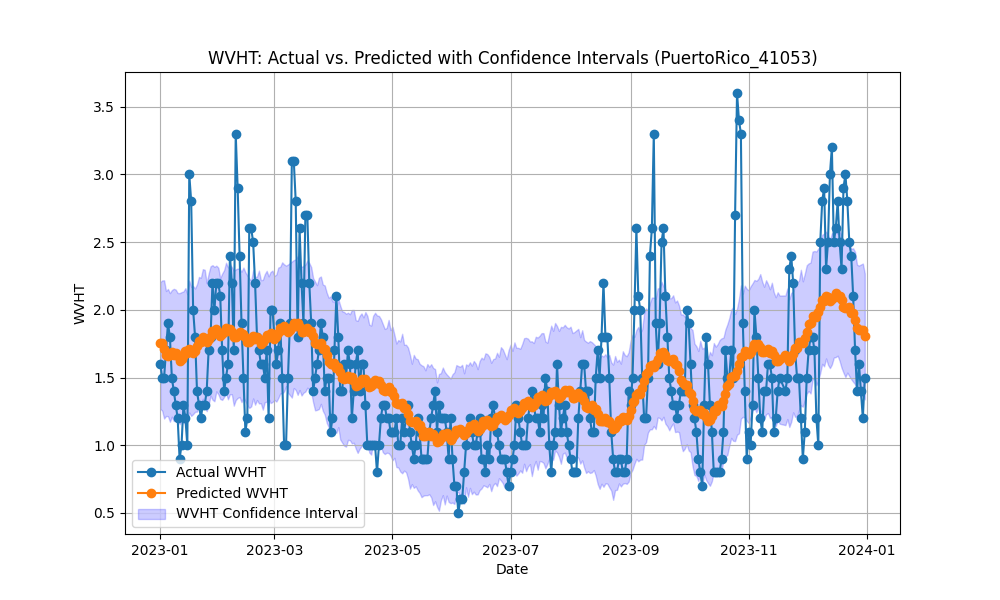 WVHT: Actual vs. Predicted with Confidence Intervals (PuertoRico_41053)
WVHT
3.5
3.0
2.5
2.0
1.5
1.0
0.5
Actual WVHT
Predicted WVHT
WVHT Confidence Interval
2023-01
2023-03
2023-05
2023-07
2023-09
2023-11
2024-01
Date